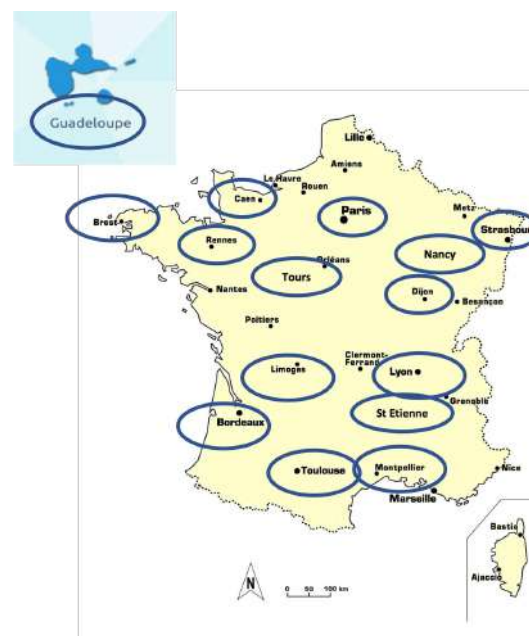 Guadeloupe
Lille
Amiens
Le Havre
Rouen
Caen
Paris
Metz
Strasbour
Brest
Rennes
Nancy
Orléans
Tours
Dijon
Besançon
Nantes
Poitiers
Limoges
Clermont-
Ferrand
Lyon
Grenoble
St Etienne
Bordeaux
Toulouse
Montpellier
Nice
Marseille
Bastia
Ajaccio
N
0 50 100 km